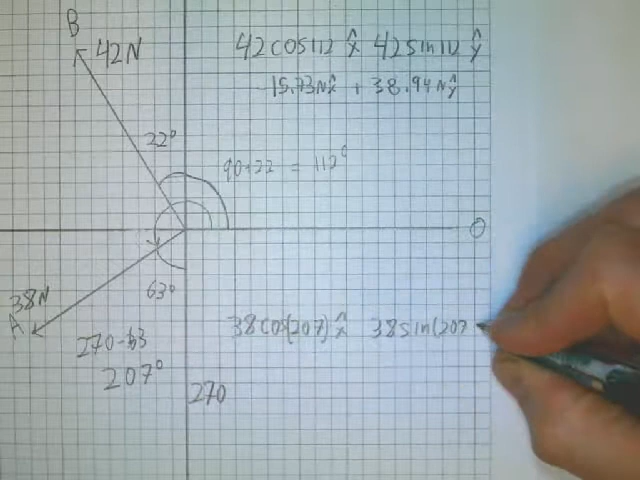 B
42N
42cos112 x̂ 42sin112 ŷ
-15.73Nx̂ + 38.94Nŷ
22°
90+22 = 112°
0
63°
38N
A
38cos(207) x̂ 38sin(207
270-63
207°
270